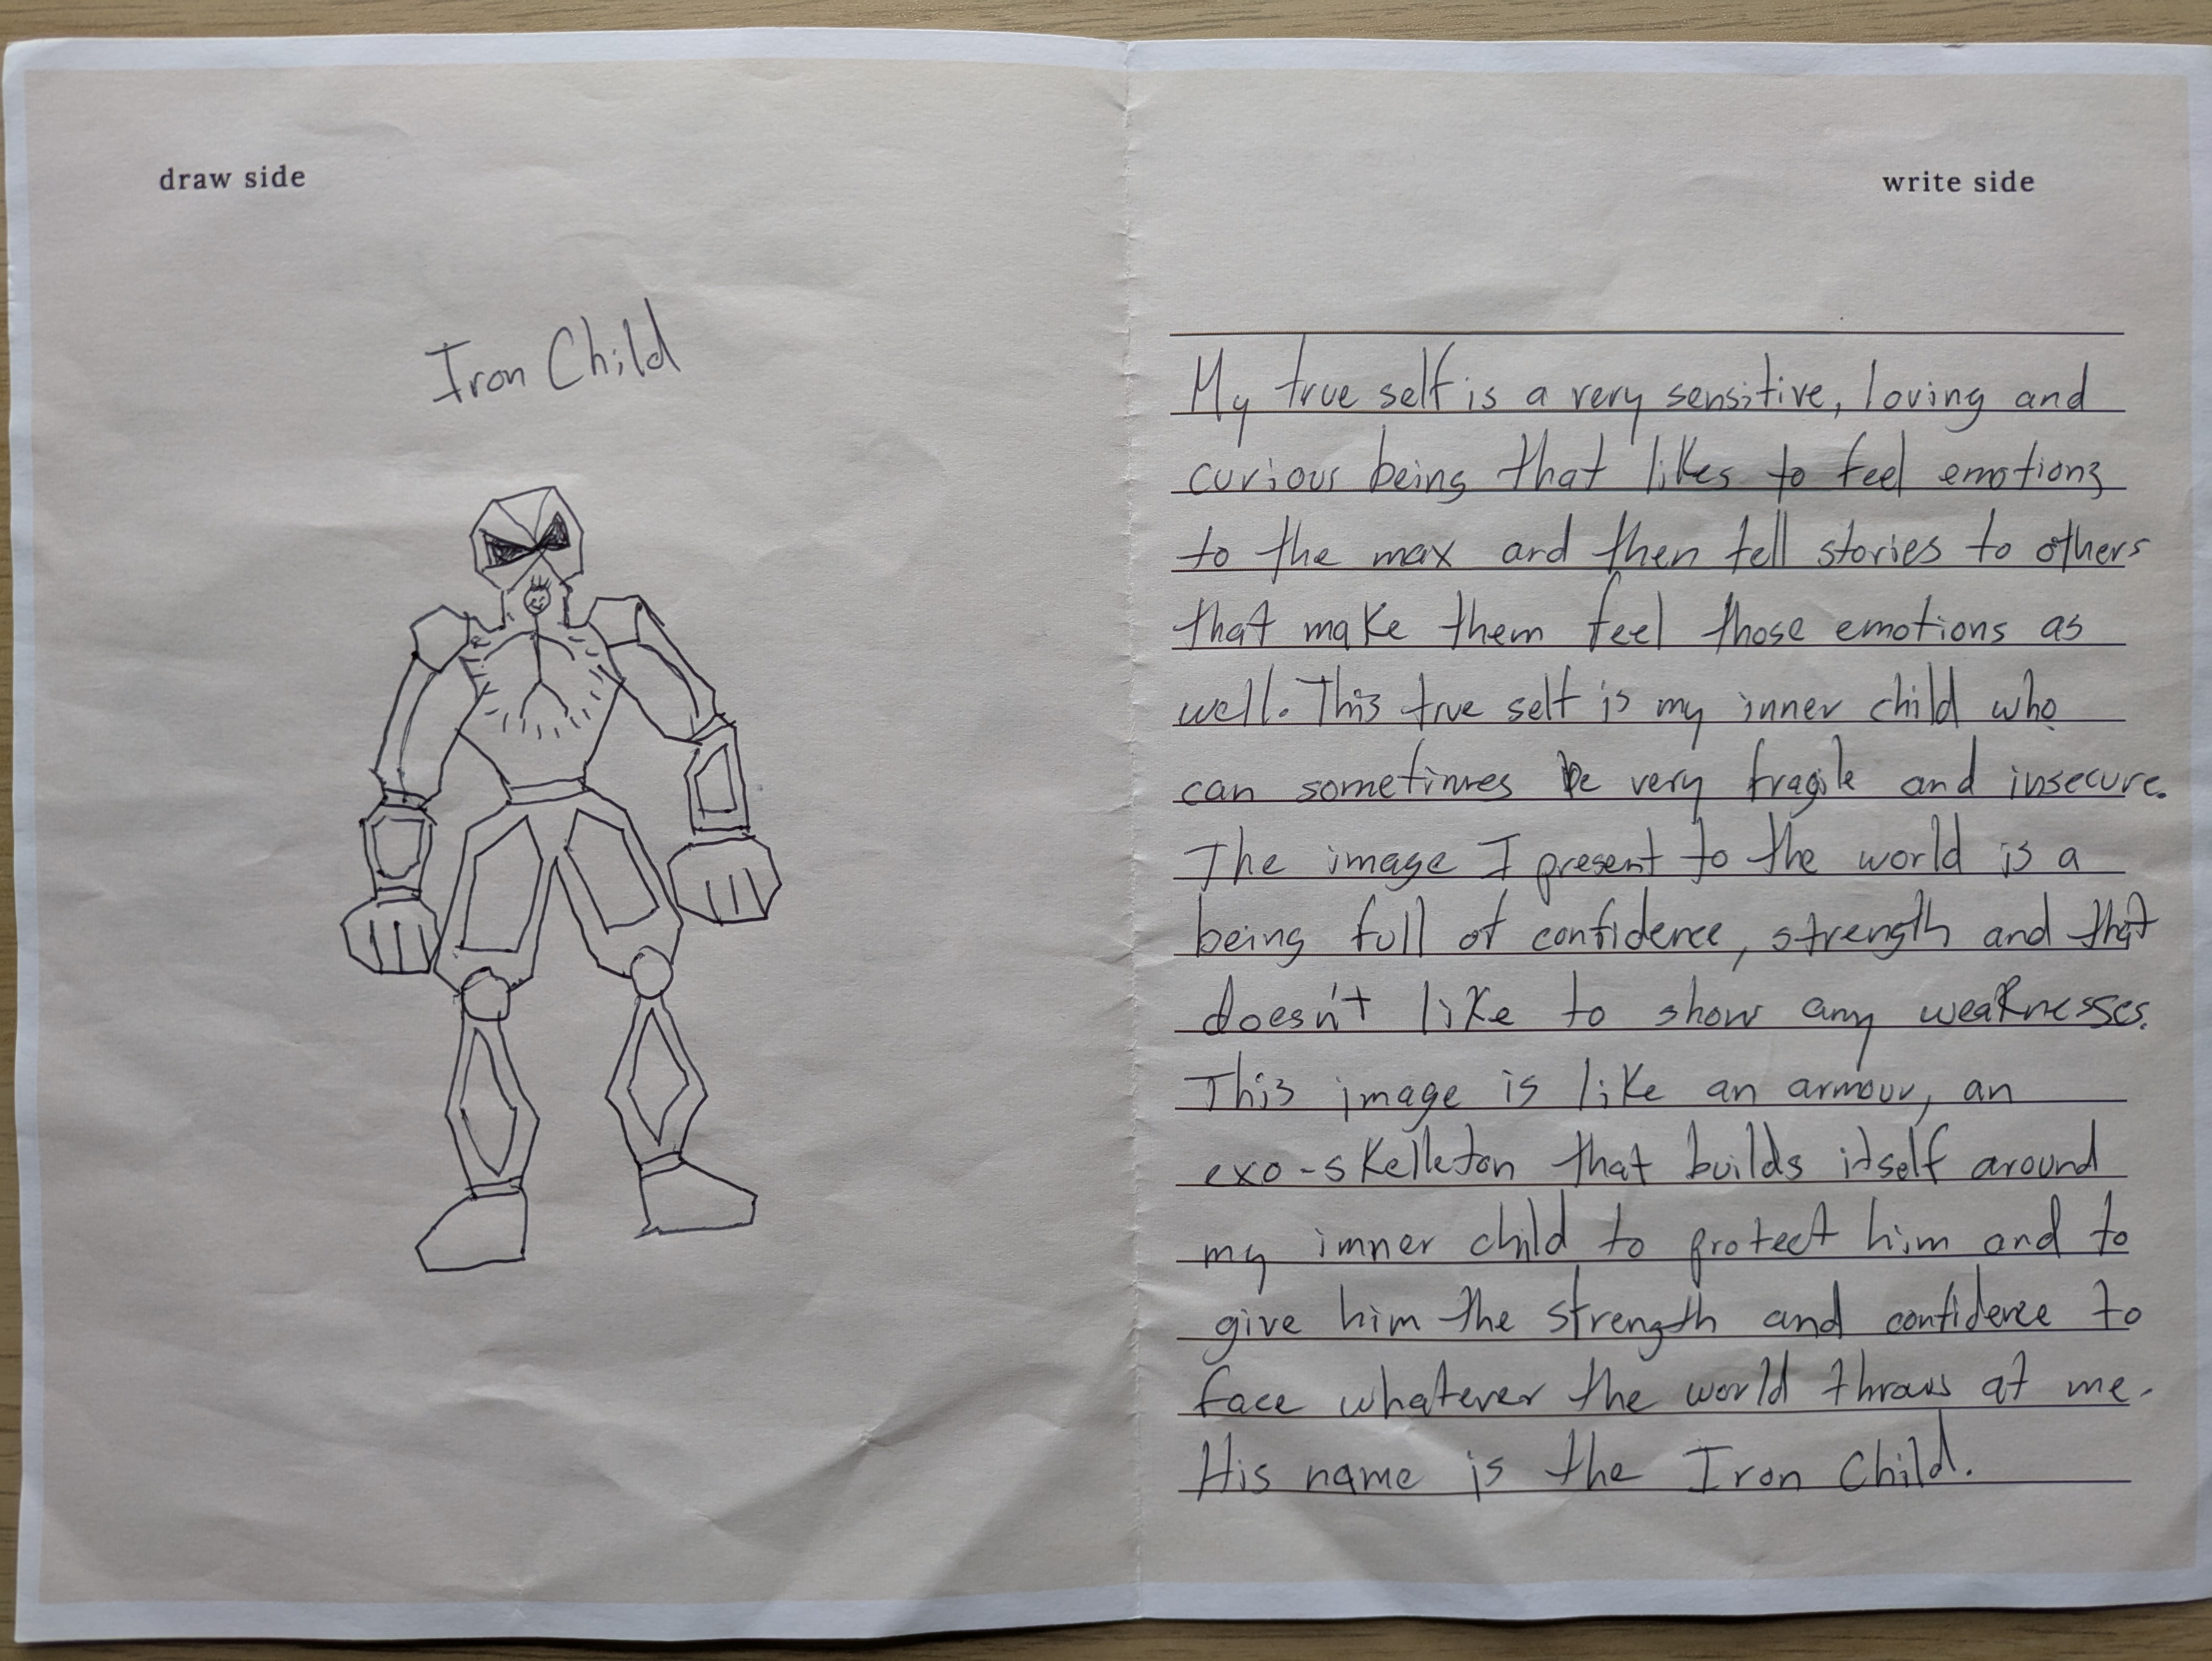 draw side
Iron Child
write side
My true self is a very sensitive, loving and
curious being that likes to feel emotions
to the max and then tell stories to others
that make them feel those emotions as
well. This true self is my inner child who
can sometimes be very fragile and insecure.
The image I present to the world is a
being full of confidence, strength and that
doesn't like to show any weaknesses.
This image is like an armour, an
exo-skelleton that builds itself around
my inner child to protect him and to
give him the strength and confidence to
face whatever the world throws at me.
His name is the Iron Child.